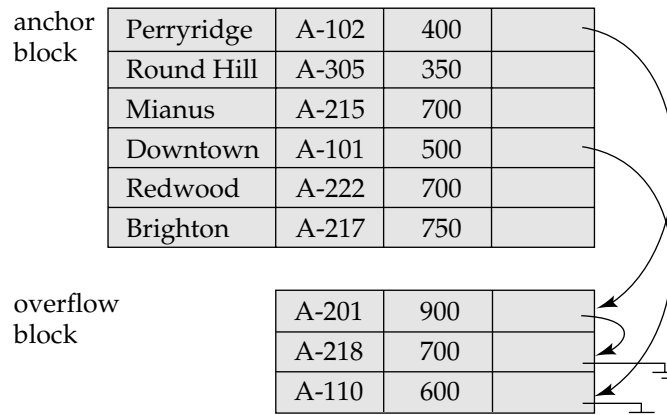 anchor block
Perryridge A-102 400
Round Hill A-305 350
Mianus A-215 700
Downtown A-101 500
Redwood A-222 700
Brighton A-217 750
overflow block
A-201 900
A-218 700
A-110 600